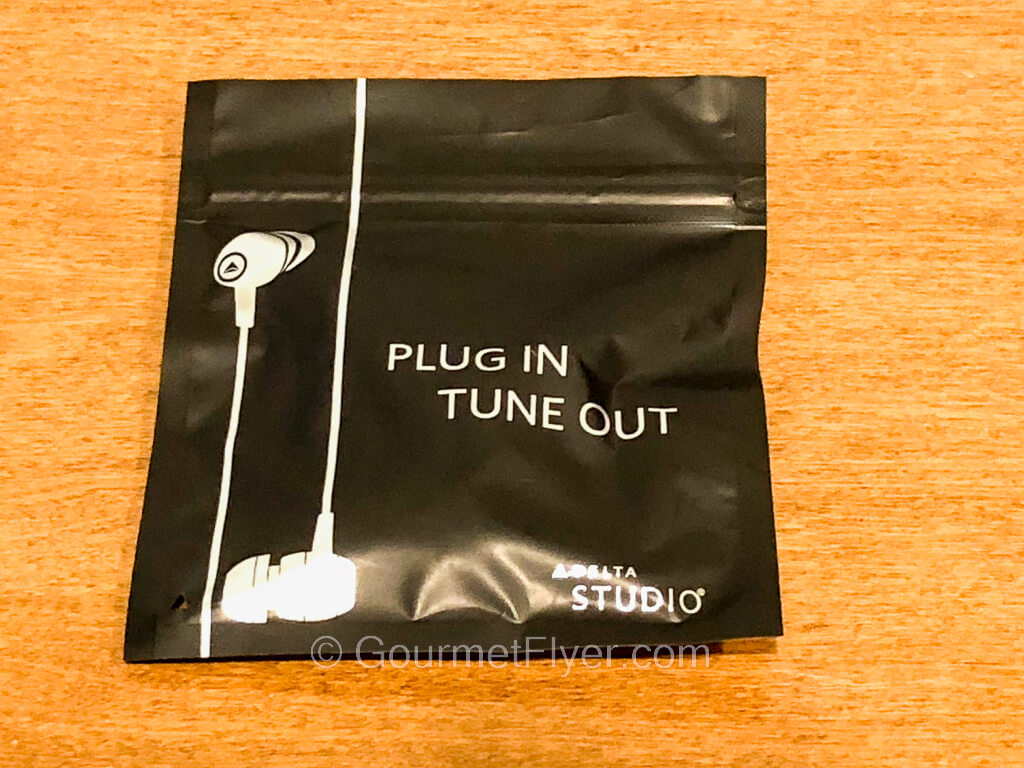 PLUG IN
TUNE OUT
DELTA
STUDIO®
© GourmetFlyer.com